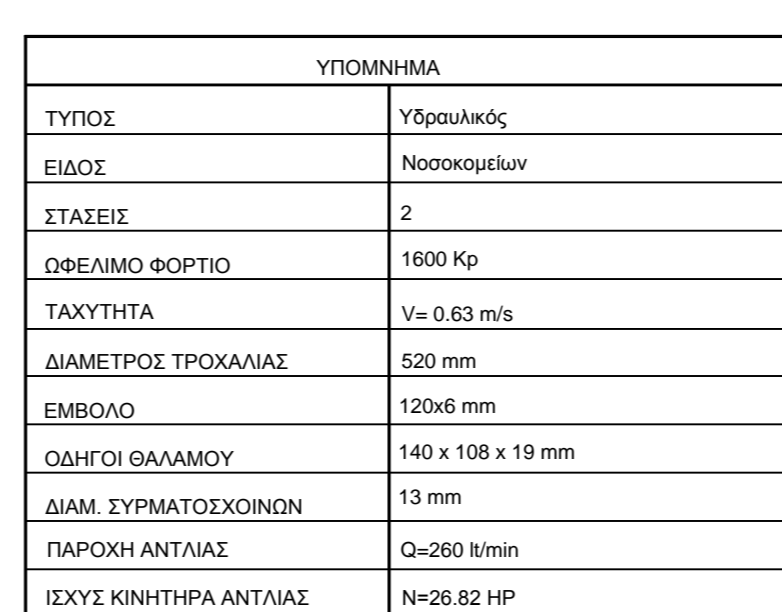 ΥΠΟΜΝΗΜΑ
ΤΥΠΟΣ Υδραυλικός
ΕΙΔΟΣ Νοσοκομείων
ΣΤΑΣΕΙΣ 2
ΩΦΕΛΙΜΟ ΦΟΡΤΙΟ 1600 Kp
ΤΑΧΥΤΗΤΑ V= 0.63 m/s
ΔΙΑΜΕΤΡΟΣ ΤΡΟΧΑΛΙΑΣ 520 mm
ΕΜΒΟΛΟ 120x6 mm
ΟΔΗΓΟΙ ΘΑΛΑΜΟΥ 140 x 108 x 19 mm
ΔΙΑΜ. ΣΥΡΜΑΤΟΣΧΟΙΝΩΝ 13 mm
ΠΑΡΟΧΗ ΑΝΤΛΙΑΣ Q=260 lt/min
ΙΣΧΥΣ ΚΙΝΗΤΗΡΑ ΑΝΤΛΙΑΣ N=26.82 HP